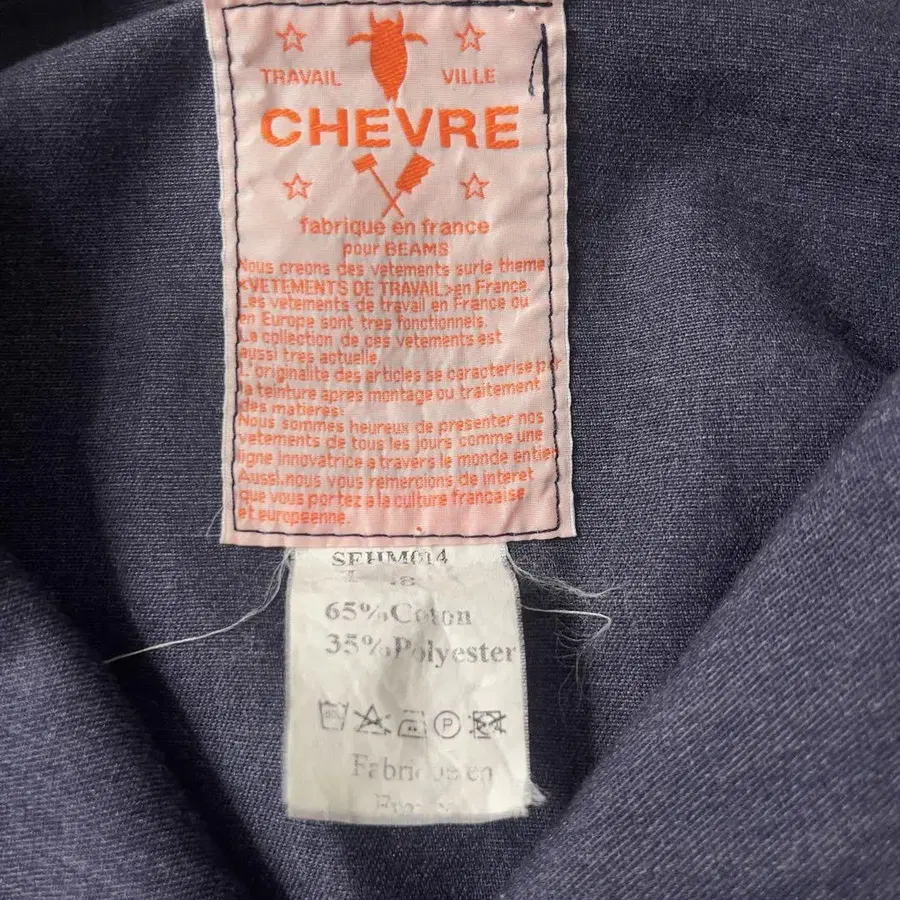 TRAVAIL VILLE
CHEVRE
fabrique en france
pour BEAMS
Nous creons des vetements surle theme
<VETEMENTS DE TRAVAIL>en France.
Les vetements de travail en France ou
en Europe sont tres fonctionnels.
La collection de ces vetements est
aussi tres actuelle.
L'originalite des articles se caracterise par
la teinture apres montage ou traitement
des matieres:
Nous sommes heureux de presenter nos
vetements de tous les jours comme une
ligne innovatrice a travers le monde entier
Aussi.nous vous remercions de interet
que vous portez a la culture francaise
et europeenne.
65%Coton
35%Polyester
P
en